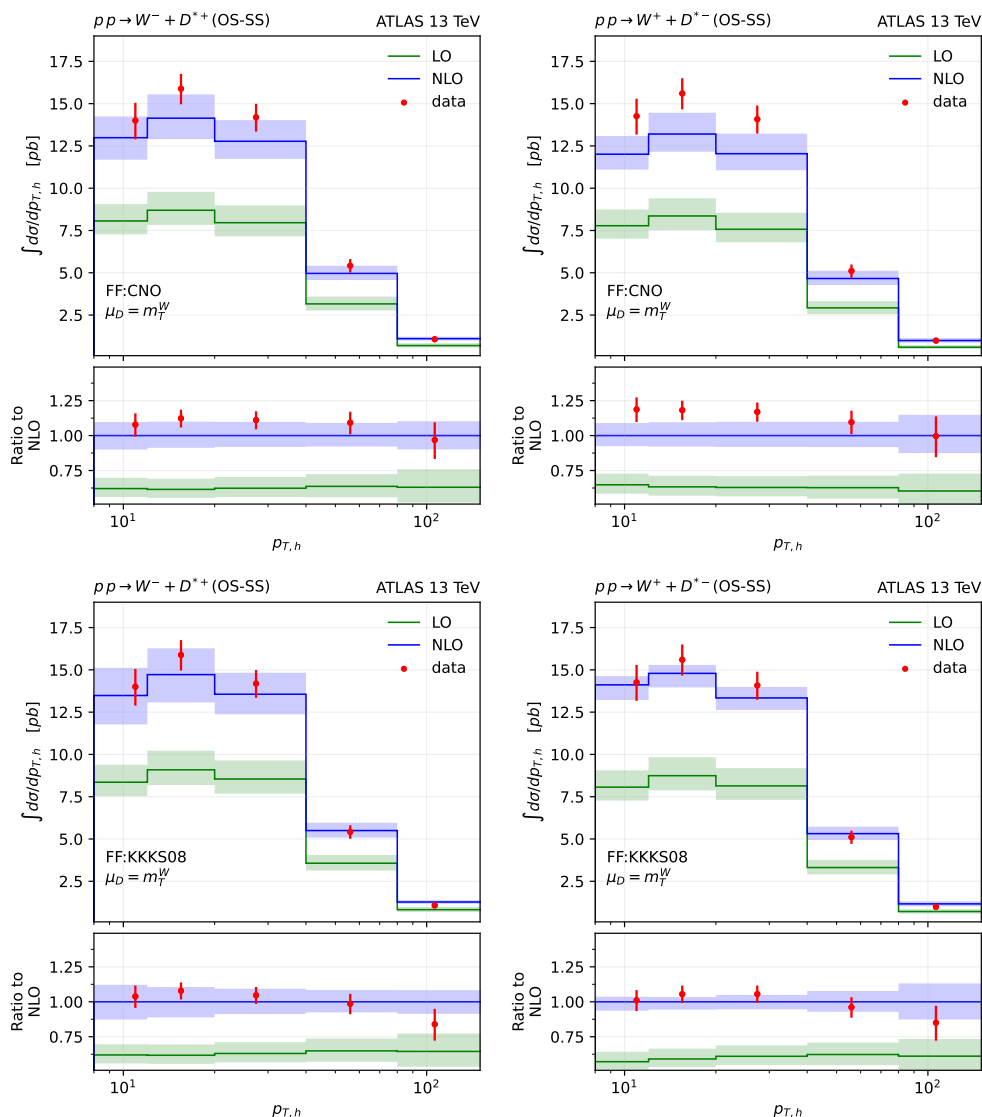 p p → W⁻ + D*⁺ (OS-SS) ATLAS 13 TeV
17.5
15.0
12.5
10.0
7.5
5.0
2.5
∫ dσ/dp_{T, h} [pb]
LO
NLO
data
FF:CNO
μ_D = m_T^W
1.25
1.00
0.75
Ratio to
NLO
10¹
10²
p_{T, h}
p p → W⁺ + D*⁻ (OS-SS) ATLAS 13 TeV
17.5
15.0
12.5
10.0
7.5
5.0
2.5
∫ dσ/dp_{T, h} [pb]
LO
NLO
data
FF:CNO
μ_D = m_T^W
1.25
1.00
0.75
Ratio to
NLO
10¹
10²
p_{T, h}
p p → W⁻ + D*⁺ (OS-SS) ATLAS 13 TeV
17.5
15.0
12.5
10.0
7.5
5.0
2.5
∫ dσ/dp_{T, h} [pb]
LO
NLO
data
FF:KKKS08
μ_D = m_T^W
1.25
1.00
0.75
Ratio to
NLO
10¹
10²
p_{T, h}
p p → W⁺ + D*⁻ (OS-SS) ATLAS 13 TeV
17.5
15.0
12.5
10.0
7.5
5.0
2.5
∫ dσ/dp_{T, h} [pb]
LO
NLO
data
FF:KKKS08
μ_D = m_T^W
1.25
1.00
0.75
Ratio to
NLO
10¹
10²
p_{T, h}